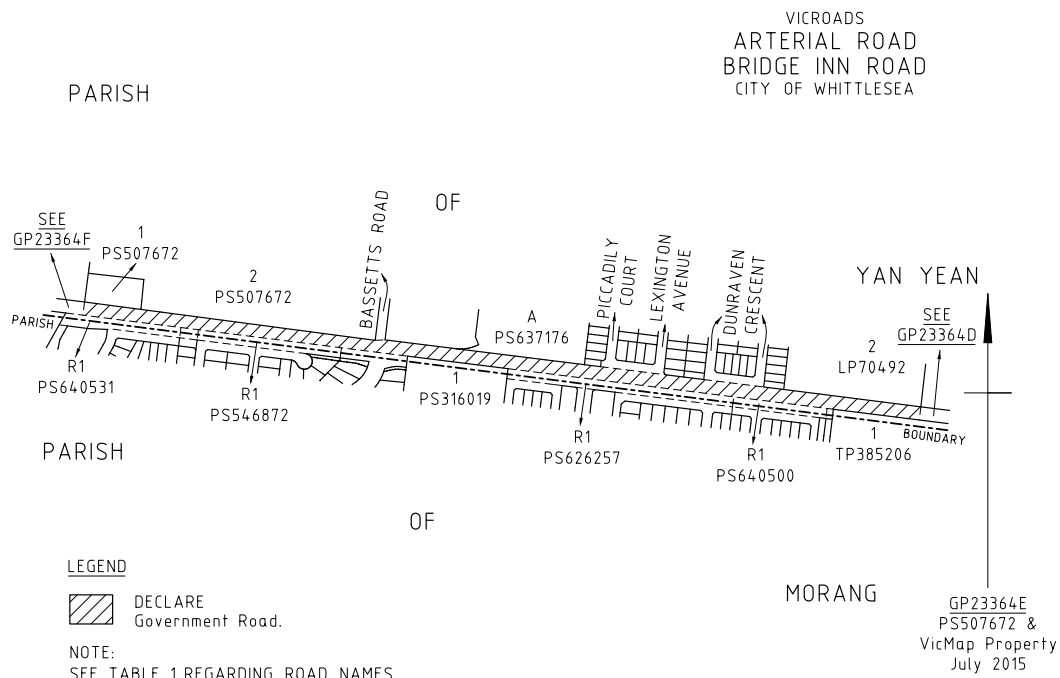 VICROADS
ARTERIAL ROAD
BRIDGE INN ROAD
CITY OF WHITTLESEA
PARISH
OF
YAN YEAN
SEE
GP23364F
1
PS507672
2
PS507672
BASSETTS ROAD
A
PS637176
PICCADILY
COURT
LEXINGTON
AVENUE
DUNRAVEN
CRESCENT
2
LP70492
SEE
GP23364D
PARISH
BOUNDARY
R1
PS640531
R1
PS546872
1
PS316019
R1
PS626257
R1
PS640500
1
TP385206
PARISH
OF
MORANG
LEGEND
DECLARE
Government Road.
NOTE:
SEE TABLE 1 REGARDING ROAD NAMES
GP23364E
PS507672 &
VicMap Property
July 2015